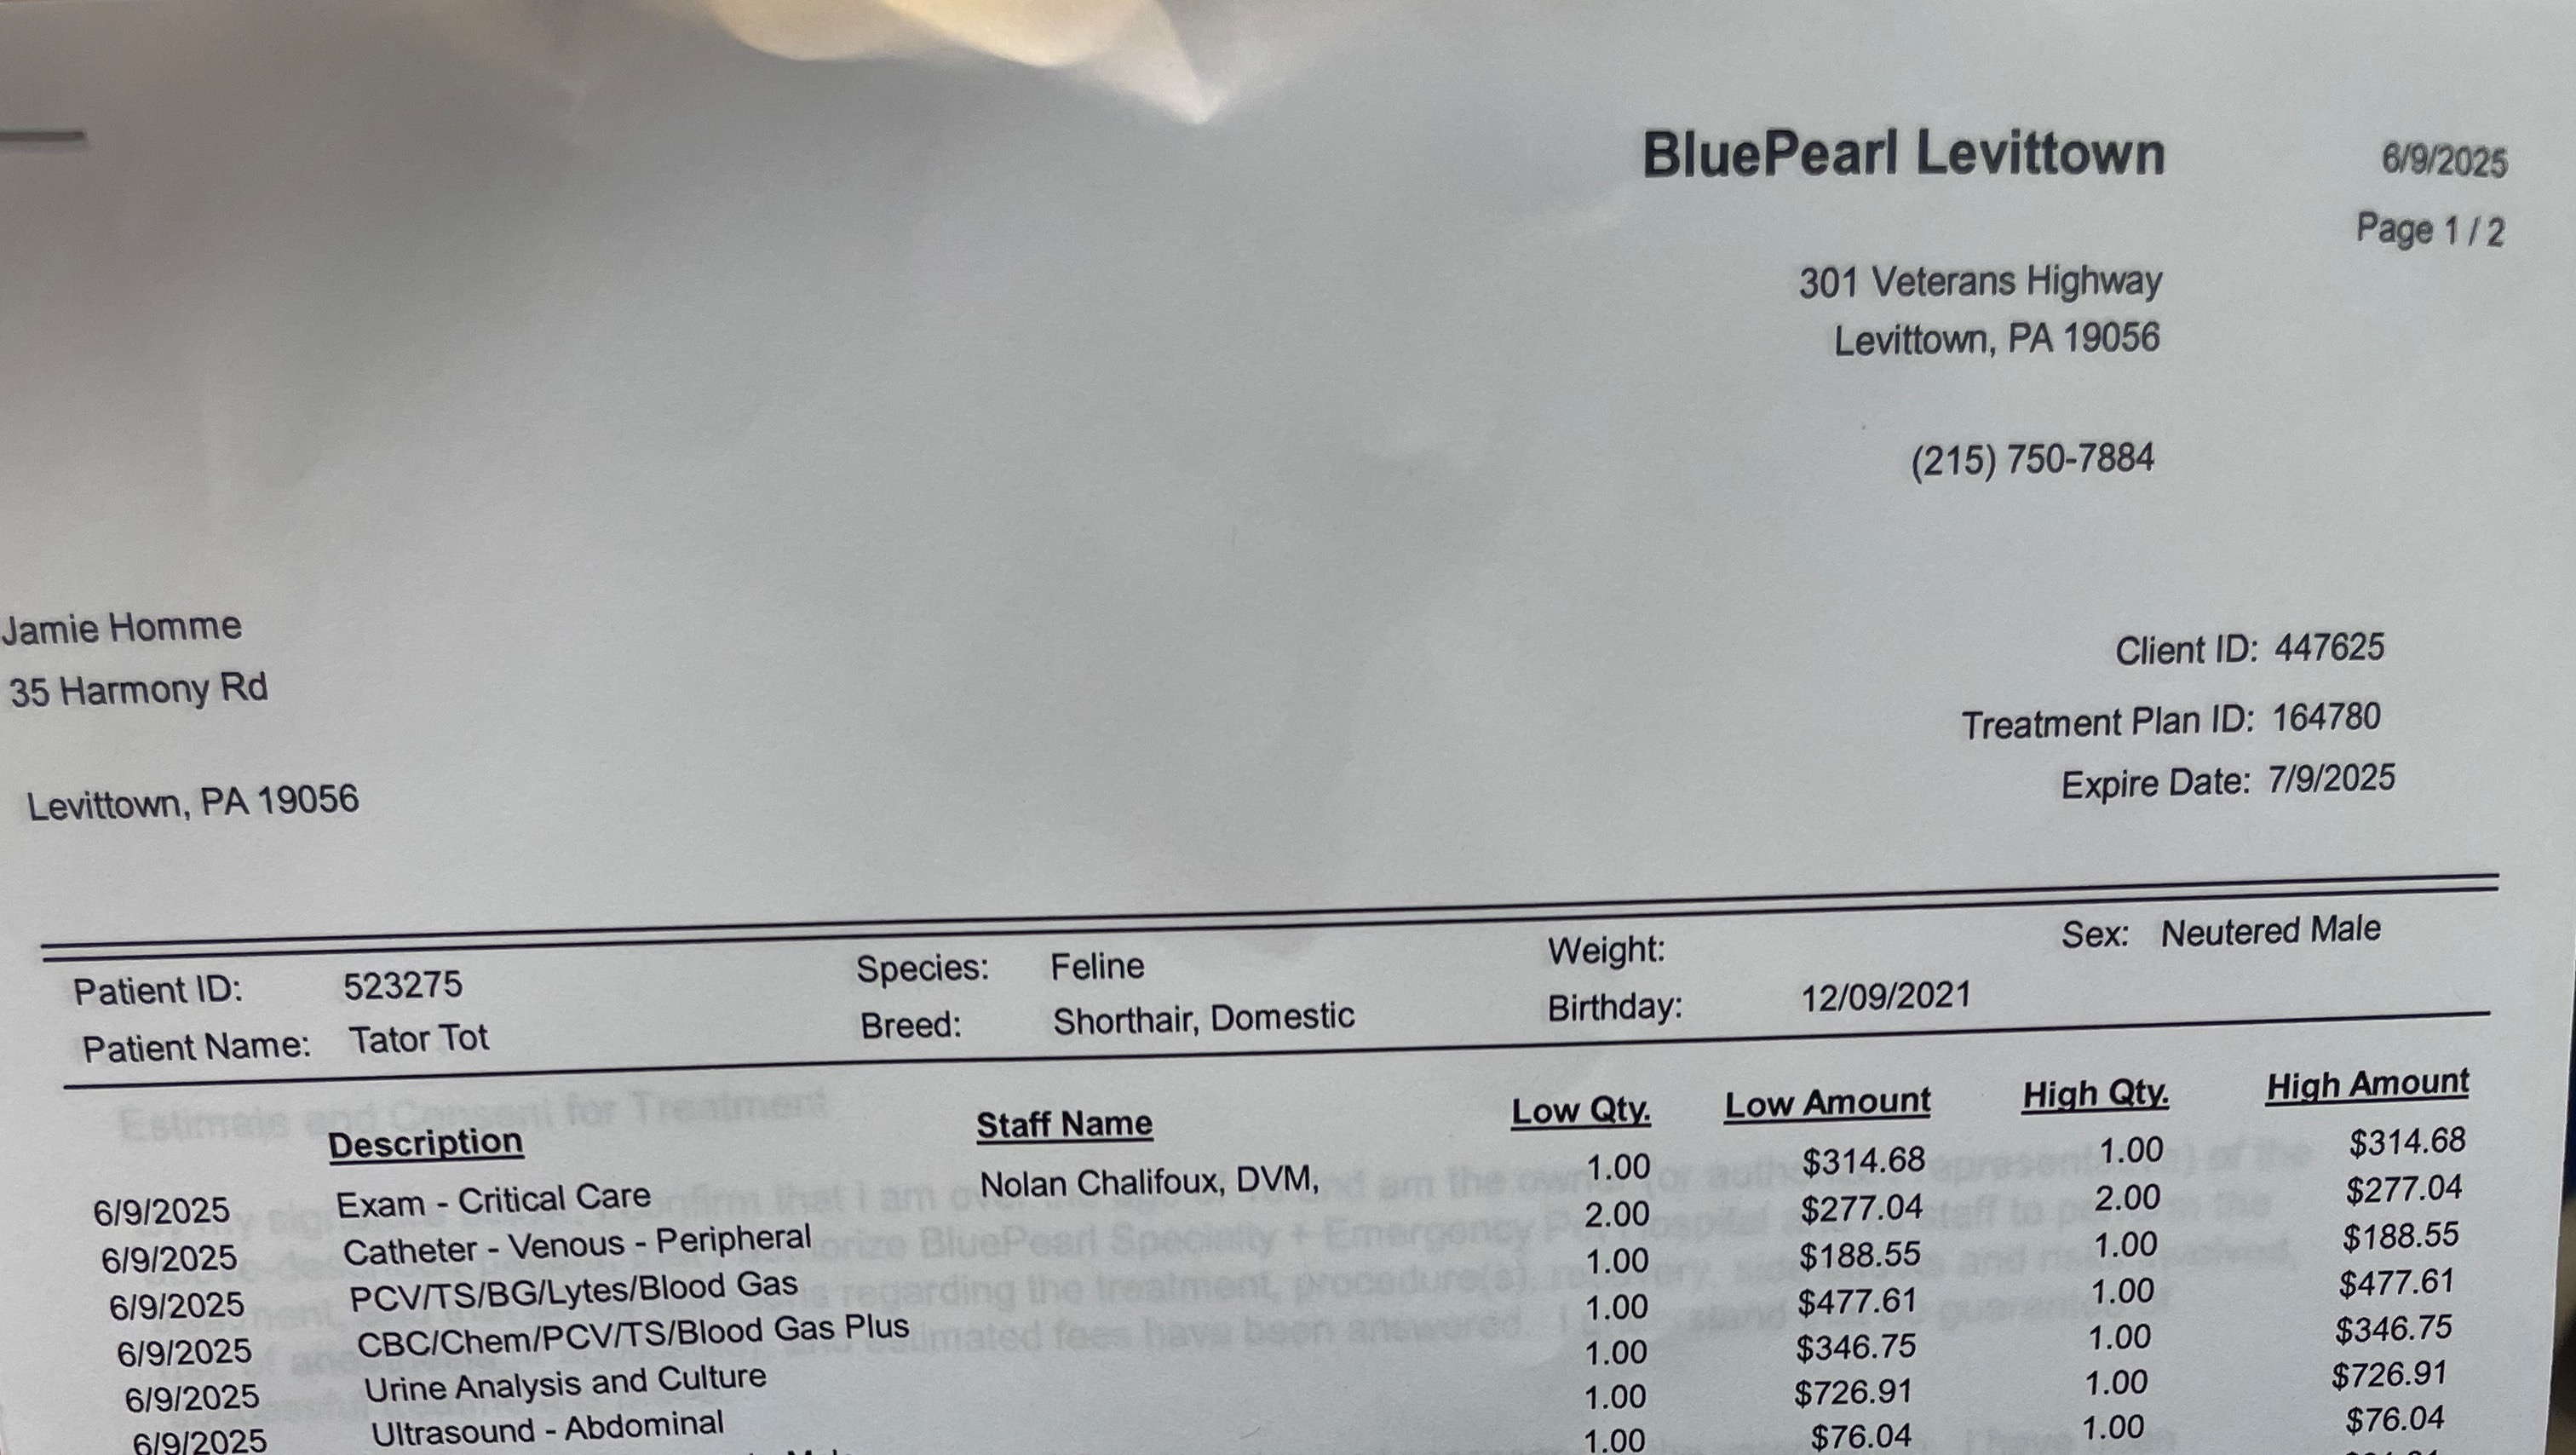 BluePearl Levittown 6/9/2025
Page 1 / 2
301 Veterans Highway
Levittown, PA 19056
(215) 750-7884
Jamie Homme
35 Harmony Rd
Levittown, PA 19056
Client ID: 447625
Treatment Plan ID: 164780
Expire Date: 7/9/2025
Patient ID: 523275 Species: Feline Weight: Sex: Neutered Male
Patient Name: Tator Tot Breed: Shorthair, Domestic Birthday: 12/09/2021
Estimate and Consent for Treatment
Description Staff Name Low Qty. Low Amount High Qty. High Amount
6/9/2025 Exam - Critical Care Nolan Chalifoux, DVM, 1.00 $314.68 1.00 $314.68
6/9/2025 Catheter - Venous - Peripheral 2.00 $277.04 2.00 $277.04
6/9/2025 PCV/TS/BG/Lytes/Blood Gas 1.00 $188.55 1.00 $188.55
6/9/2025 CBC/Chem/PCV/TS/Blood Gas Plus 1.00 $477.61 1.00 $477.61
6/9/2025 Urine Analysis and Culture 1.00 $346.75 1.00 $346.75
6/9/2025 Ultrasound - Abdominal 1.00 $726.91 1.00 $726.91
1.00 $76.04 1.00 $76.04